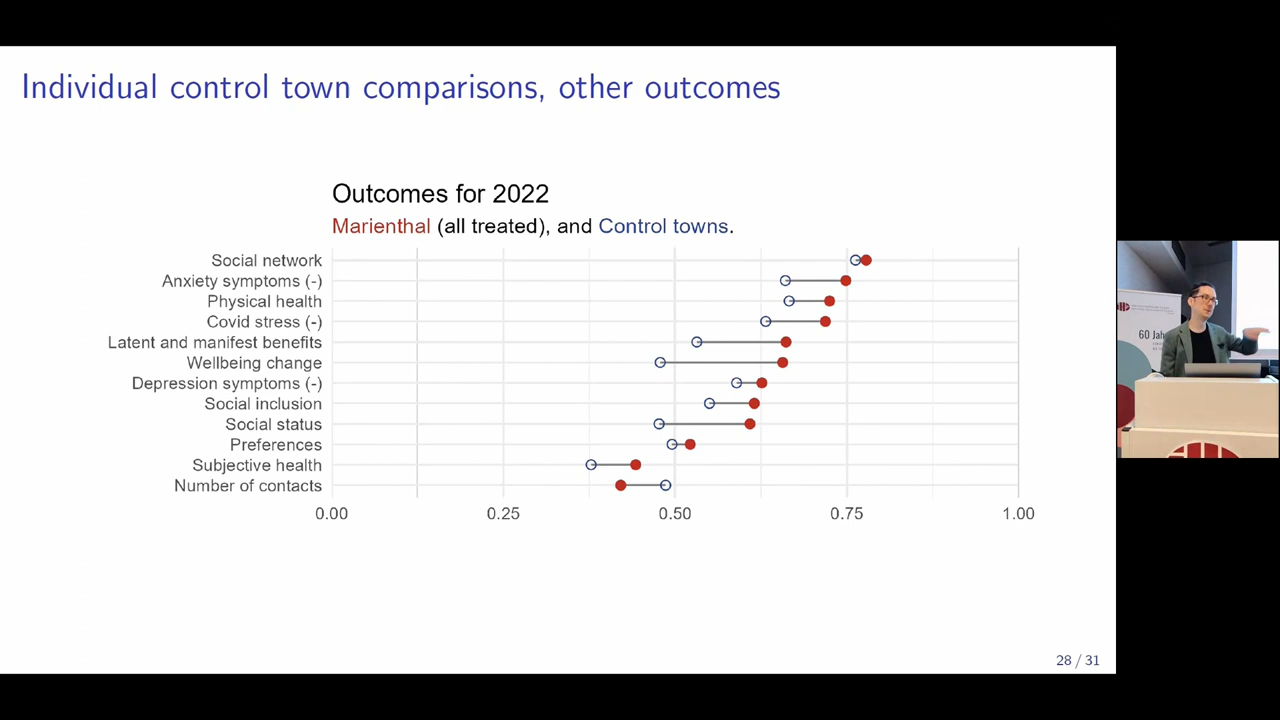 Individual control town comparisons, other outcomes
Outcomes for 2022
Marienthal (all treated), and Control towns.
Social network
Anxiety symptoms (-)
Physical health
Covid stress (-)
Latent and manifest benefits
Wellbeing change
Depression symptoms (-)
Social inclusion
Social status
Preferences
Subjective health
Number of contacts
0.00 0.25 0.50 0.75 1.00
28 / 31
60 Jah